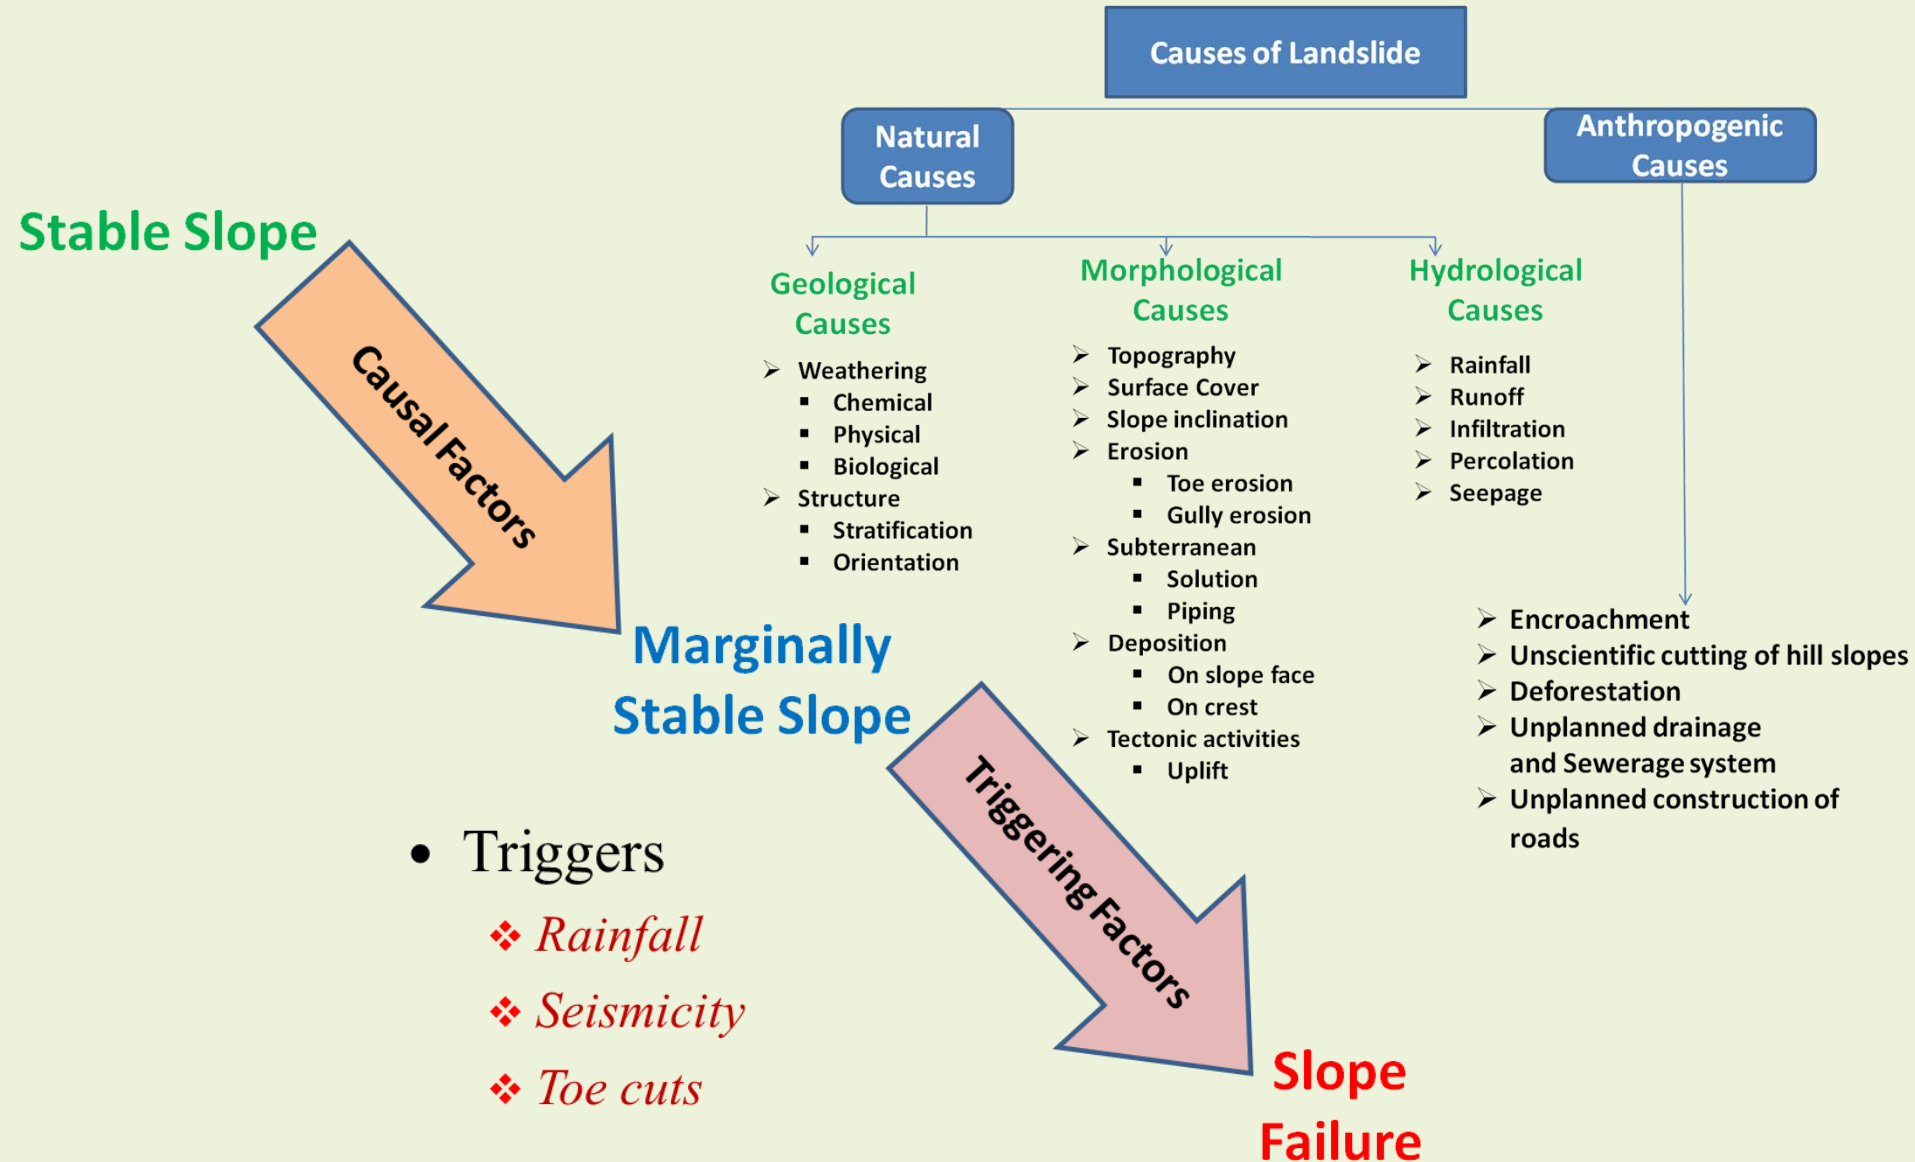 Causes of Landslide
Natural
Causes
Anthropogenic
Causes
Stable Slope
Causal Factors
Marginally
Stable Slope
Triggering Factors
Slope
Failure
Geological
Causes
➢ Weathering
▪ Chemical
▪ Physical
▪ Biological
➢ Structure
▪ Stratification
▪ Orientation
Morphological
Causes
➢ Topography
➢ Surface Cover
➢ Slope inclination
➢ Erosion
▪ Toe erosion
▪ Gully erosion
➢ Subterranean
▪ Solution
▪ Piping
➢ Deposition
▪ On slope face
▪ On crest
➢ Tectonic activities
▪ Uplift
Hydrological
Causes
➢ Rainfall
➢ Runoff
➢ Infiltration
➢ Percolation
➢ Seepage
➢ Encroachment
➢ Unscientific cutting of hill slopes
➢ Deforestation
➢ Unplanned drainage
and Sewerage system
➢ Unplanned construction of
roads
• Triggers
❖ Rainfall
❖ Seismicity
❖ Toe cuts